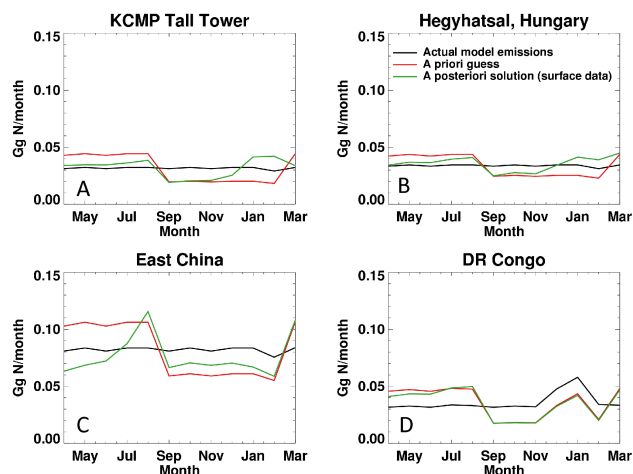 KCMP Tall Tower
0.15
0.10
0.05
0.00
Gg N/month
A
May Jul Sep Nov Jan Mar
Month
Hegyhatsal, Hungary
Actual model emissions
A priori guess
A posteriori solution (surface data)
0.15
0.10
0.05
0.00
Gg N/month
B
May Jul Sep Nov Jan Mar
Month
East China
0.15
0.10
0.05
0.00
Gg N/month
C
May Jul Sep Nov Jan Mar
Month
DR Congo
0.15
0.10
0.05
0.00
Gg N/month
D
May Jul Sep Nov Jan Mar
Month